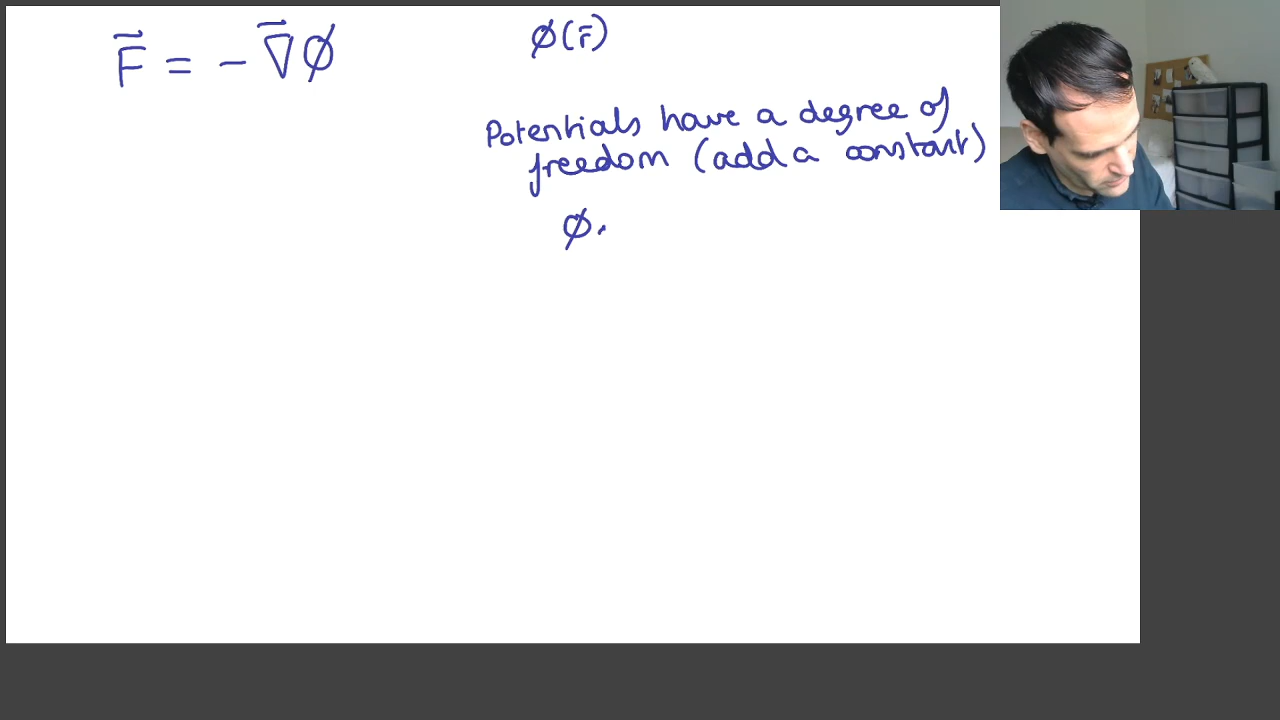 F⃗ = - ∇⃗Ø
Ø(r̄)
Potentials have a degree of
freedom (add a constant)
Ø.